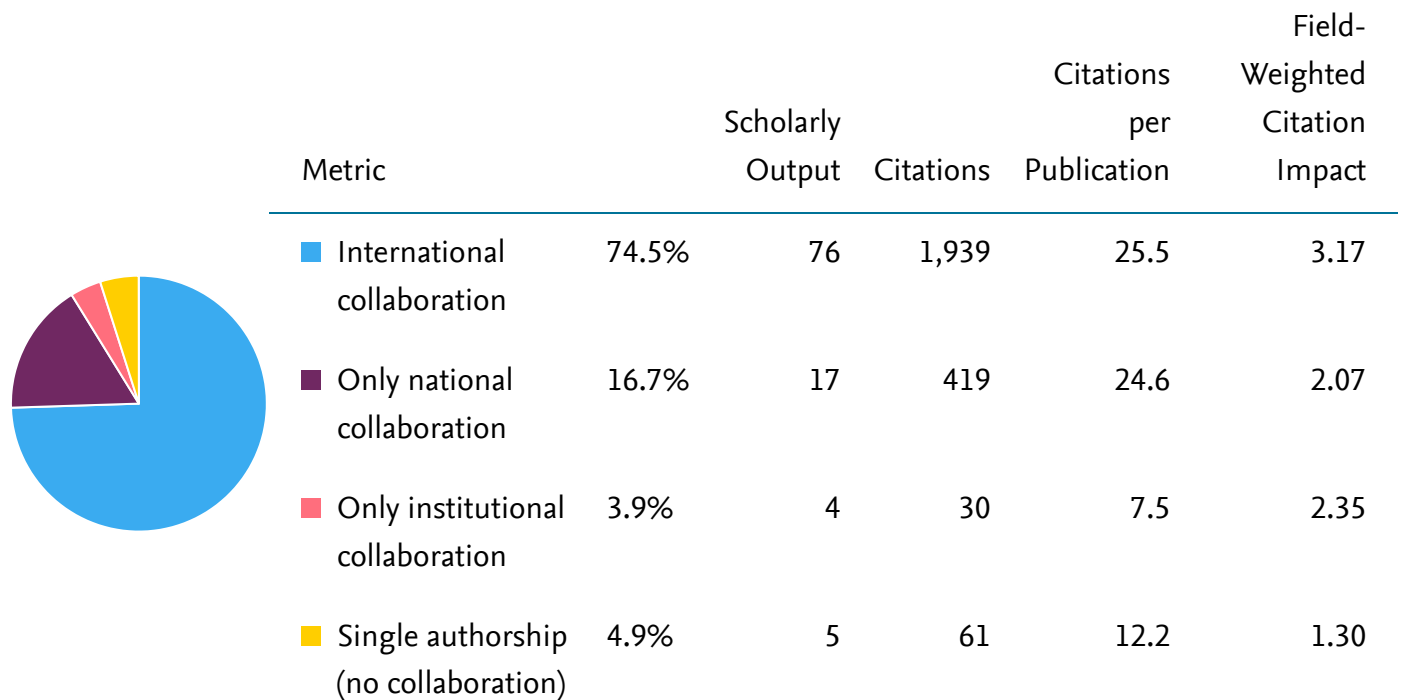 Metric
Scholarly
Output
Citations
Citations
per
Publication
Field-
Weighted
Citation
Impact
International
collaboration
74.5% 76 1,939 25.5 3.17
Only national
collaboration
16.7% 17 419 24.6 2.07
Only institutional
collaboration
3.9% 4 30 7.5 2.35
Single authorship
(no collaboration)
4.9% 5 61 12.2 1.30